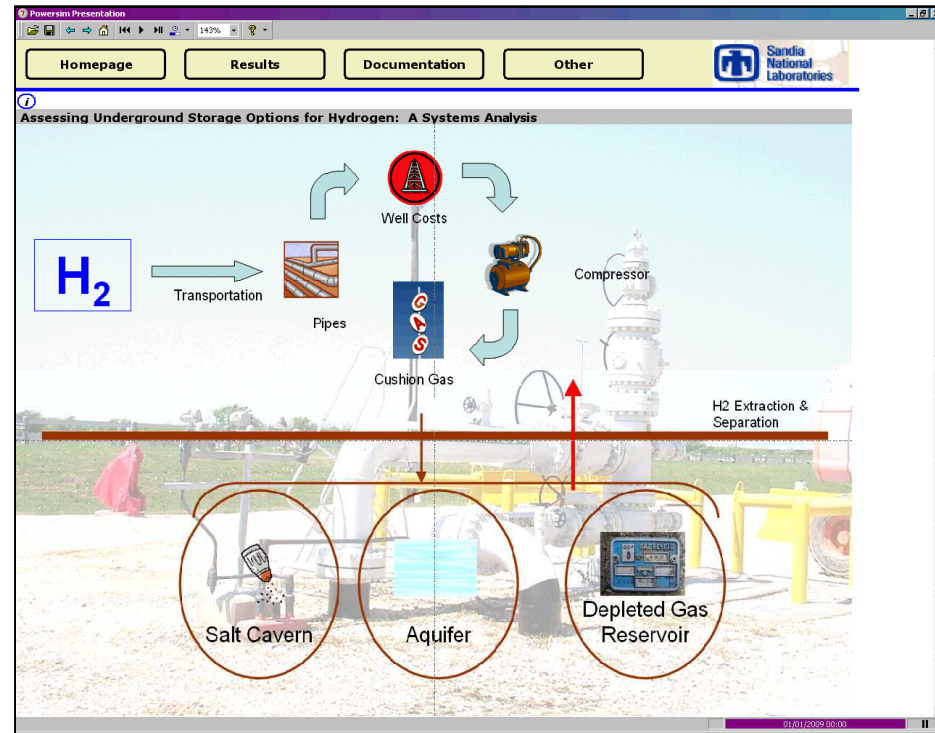 Powersim Presentation
143%
Homepage
Results
Documentation
Other
Sandia
National
Laboratories
Assessing Underground Storage Options for Hydrogen: A Systems Analysis
Well Costs
H2
Transportation
Pipes
Compressor
GAS
Cushion Gas
H2 Extraction &
Separation
Salt Cavern
Aquifer
Depleted Gas
Reservoir
01/01/2009 00:00